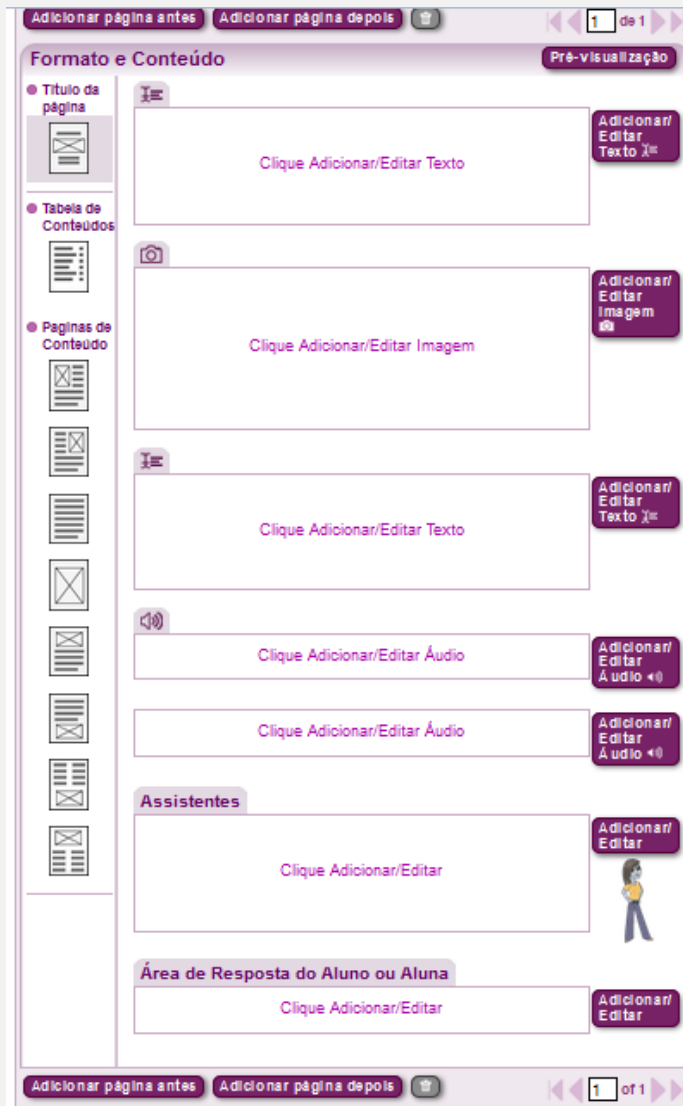 Adicionar página antes Adicionar página depois 1 de 1
Formato e Conteúdo Pré-visualização
Título da
página
Adicionar/
Editar
Texto
Clique Adicionar/Editar Texto
Tabela de
Conteúdos
Adicionar/
Editar
Imagem
Clique Adicionar/Editar Imagem
Paginas de
Conteúdo
Adicionar/
Editar
Texto
Clique Adicionar/Editar Texto
Clique Adicionar/Editar Áudio
Adicionar/
Editar
Áudio
Clique Adicionar/Editar Áudio
Adicionar/
Editar
Áudio
Assistentes
Adicionar/
Editar
Clique Adicionar/Editar
Área de Resposta do Aluno ou Aluna
Clique Adicionar/Editar
Adicionar/
Editar
Adicionar página antes Adicionar página depois 1 of 1